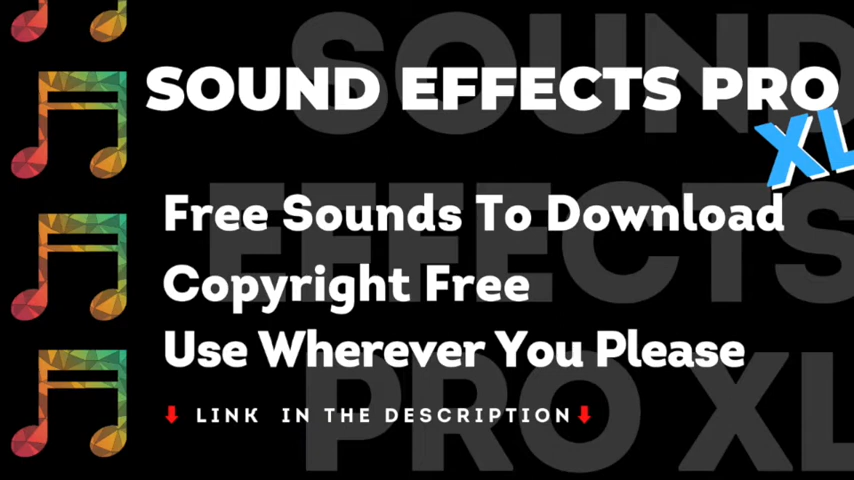 SOUND EFFECTS PRO
XL
Free Sounds To Download
Copyright Free
Use Wherever You Please
LINK IN THE DESCRIPTION
SOUND
EFFECTS
PRO XL